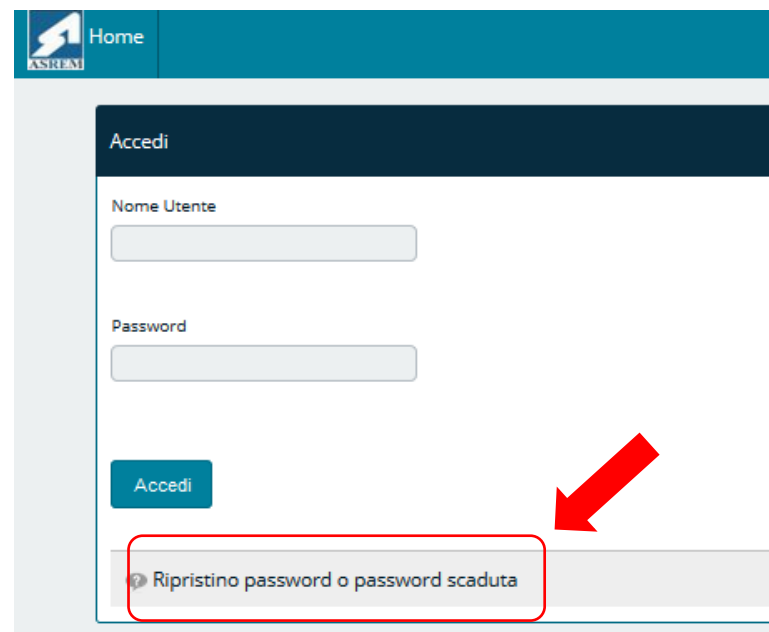 ASREM
Home
Accedi
Nome Utente
Password
Accedi
Ripristino password o password scaduta